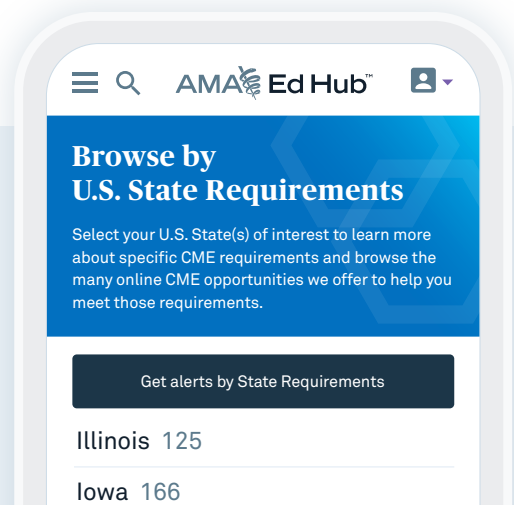 AMA Ed Hub™
Browse by
U.S. State Requirements
Select your U.S. State(s) of interest to learn more
about specific CME requirements and browse the
many online CME opportunities we offer to help you
meet those requirements.
Get alerts by State Requirements
Illinois 125
Iowa 166